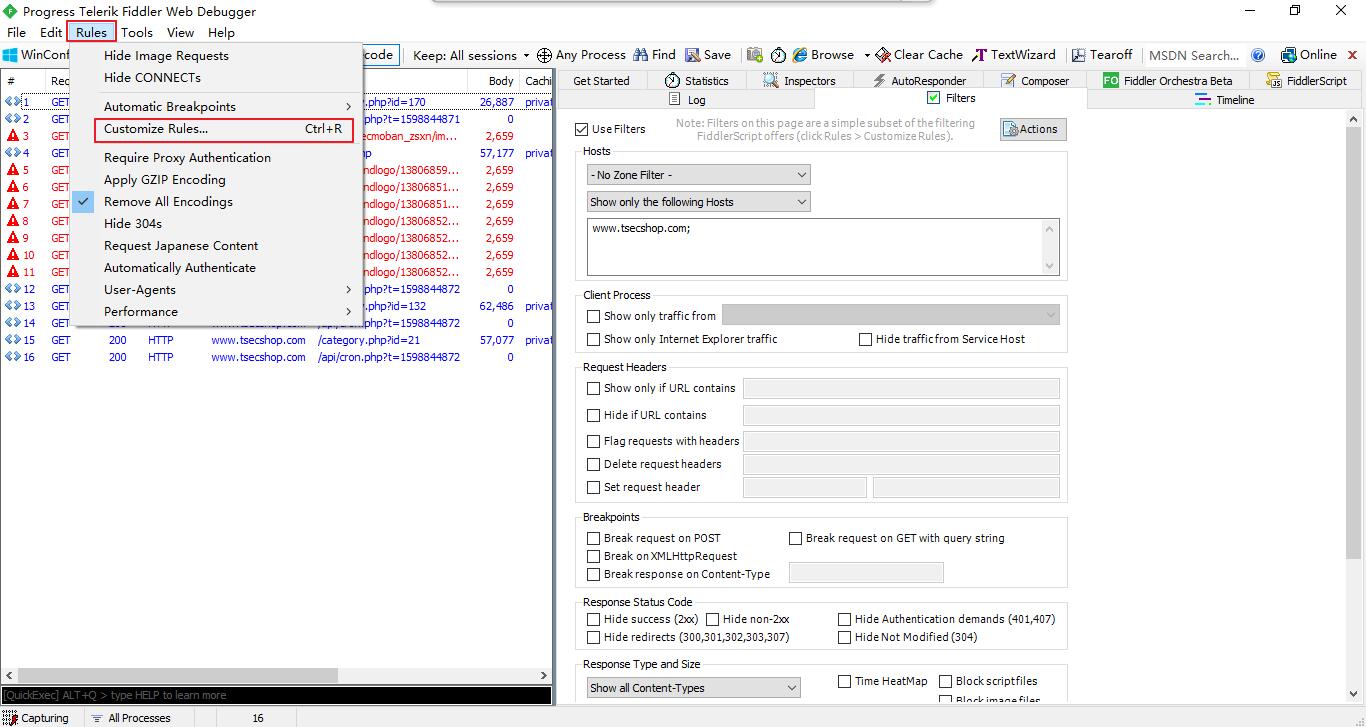 Progress Telerik Fiddler Web Debugger
File Edit Rules Tools View Help
WinConf
code Keep: All sessions Any Process Find Save Browse Clear Cache TextWizard Tearoff MSDN Search... Online
Hide Image Requests
Hide CONNECTs
Automatic Breakpoints
Customize Rules... Ctrl+R
Require Proxy Authentication
Apply GZIP Encoding
Remove All Encodings
Hide 304s
Request Japanese Content
Automatically Authenticate
User-Agents
Performance
# Body
1 GET .php?id=170 26,887 privat
2 GET .php?t=1598844871 0
3 GET ecmoban_zsxn/im... 2,659
4 GET 57,177 privat
5 GET ndlogo/13806859... 2,659
6 GET ndlogo/13806851... 2,659
7 GET ndlogo/13806851... 2,659
8 GET ndlogo/13806852... 2,659
9 GET ndlogo/13806852... 2,659
10 GET ndlogo/13806852... 2,659
11 GET ndlogo/13806852... 2,659
12 GET .php?t=1598844872 0
13 GET .php?id=132 62,486 privat
14 GET 200 HTTP www.tsecshop.com /api/cron.php?t=1598844872 0
15 GET 200 HTTP www.tsecshop.com /category.php?id=21 57,077 privat
16 GET 200 HTTP www.tsecshop.com /api/cron.php?t=1598844872 0
[QuickExec] ALT+Q > type HELP to learn more
Get Started Statistics Inspectors AutoResponder Composer FO Fiddler Orchestra Beta FiddlerScript
Log Filters Timeline
Use Filters
Note: Filters on this page are a simple subset of the filtering
FiddlerScript offers (click Rules > Customize Rules).
Actions
Hosts
- No Zone Filter -
Show only the following Hosts
www.tsecshop.com;
Client Process
Show only traffic from
Show only Internet Explorer traffic Hide traffic from Service Host
Request Headers
Show only if URL contains
Hide if URL contains
Flag requests with headers
Delete request headers
Set request header
Breakpoints
Break request on POST Break request on GET with query string
Break on XMLHttpRequest
Break response on Content-Type
Response Status Code
Hide success (2xx) Hide non-2xx Hide Authentication demands (401,407)
Hide redirects (300,301,302,303,307) Hide Not Modified (304)
Response Type and Size
Show all Content-Types Time HeatMap Block script files
Block image files
Capturing All Processes 16